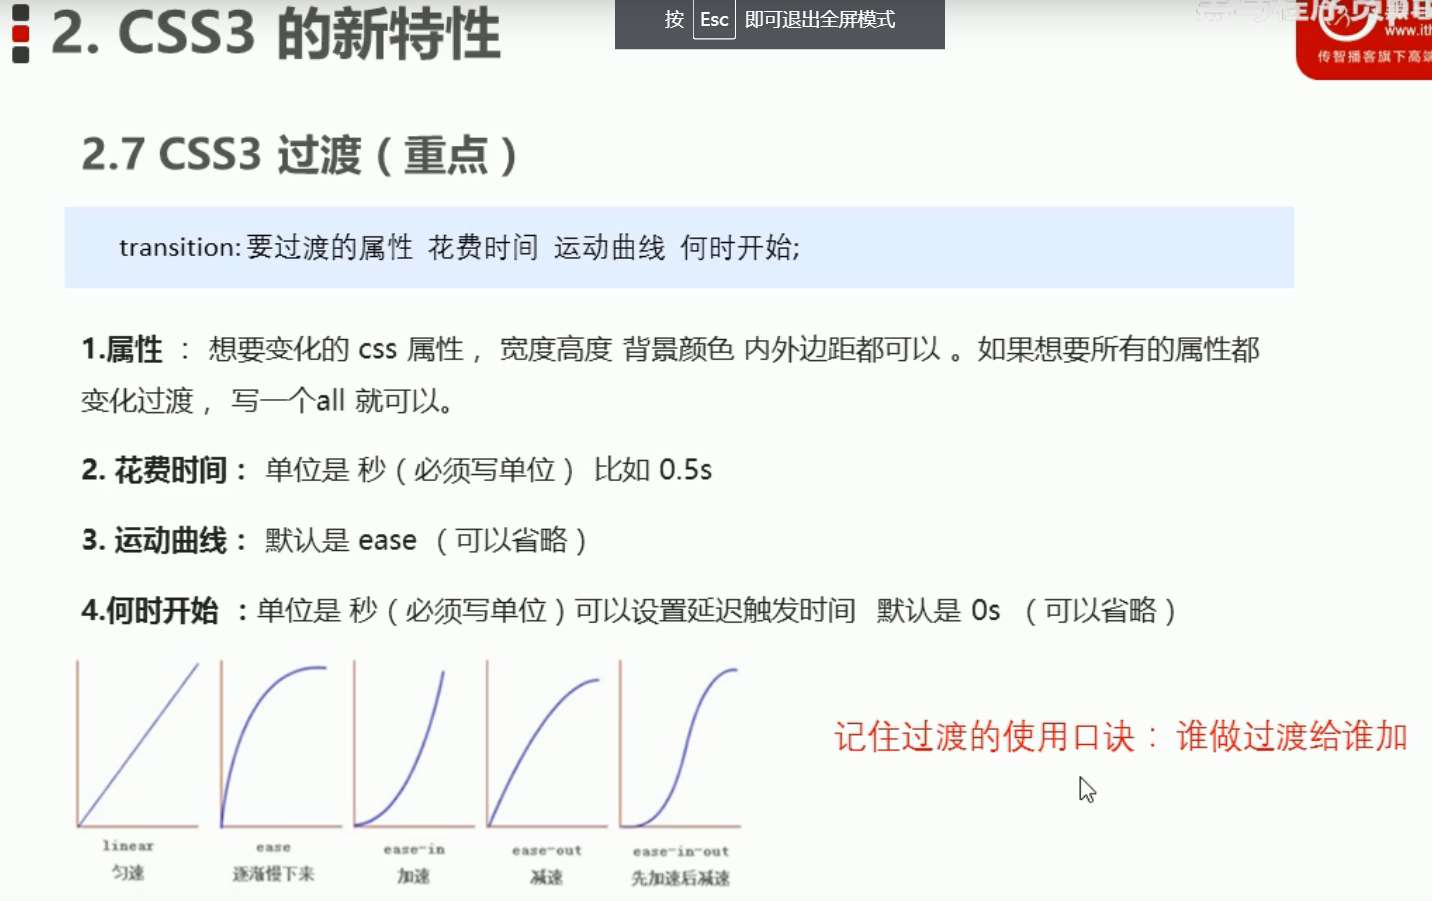 按 Esc 即可退出全屏模式
2. CSS3 的新特性
www.ith
传智播客旗下高端
2.7 CSS3 过渡（重点）
transition: 要过渡的属性 花费时间 运动曲线 何时开始;
1.属性 ： 想要变化的 css 属性， 宽度高度 背景颜色 内外边距都可以 。如果想要所有的属性都
变化过渡， 写一个all 就可以。
2. 花费时间： 单位是 秒（必须写单位） 比如 0.5s
3. 运动曲线： 默认是 ease （可以省略）
4.何时开始 ：单位是 秒（必须写单位）可以设置延迟触发时间 默认是 0s （可以省略）
记住过渡的使用口诀： 谁做过渡给谁加
linear ease ease-in ease-out ease-in-out
匀速 逐渐慢下来 加速 减速 先加速后减速